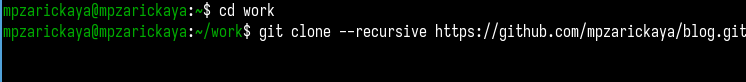 mpzarickaya@mpzarickaya:~$ cd work
mpzarickaya@mpzarickaya:~/work$ git clone --recursive https://github.com/mpzarickaya/blog.git